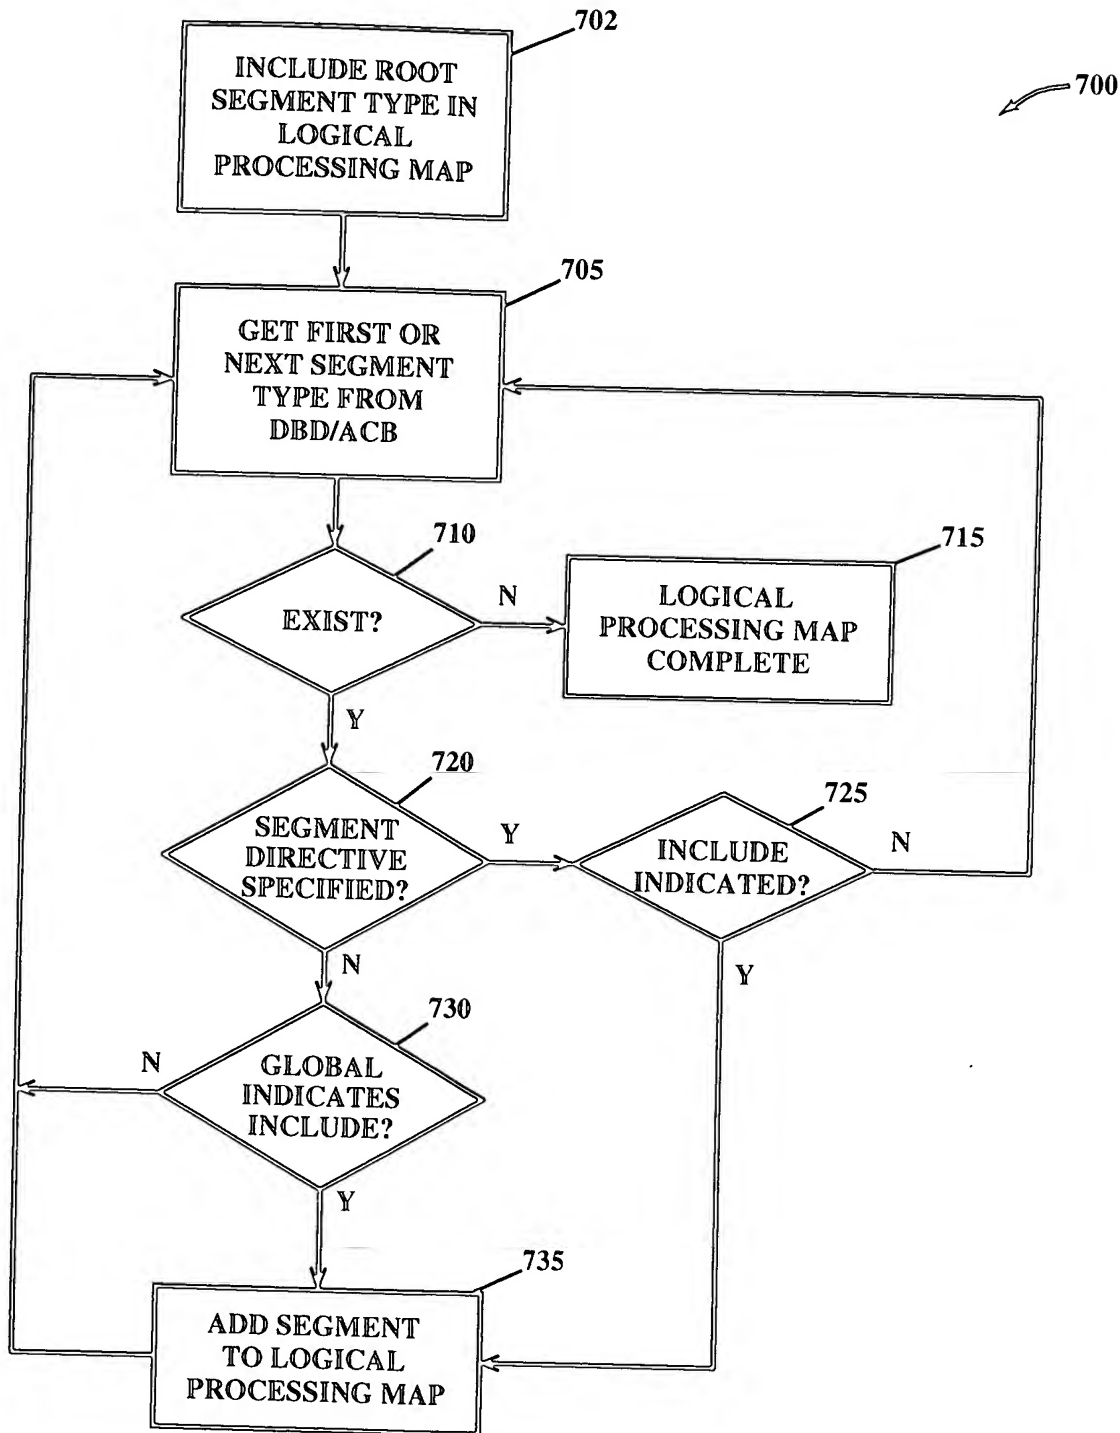 702
INCLUDE ROOT
SEGMENT TYPE IN
LOGICAL
PROCESSING MAP
700
705
GET FIRST OR
NEXT SEGMENT
TYPE FROM
DBD/ACB
710
EXIST?
N
715
LOGICAL
PROCESSING MAP
COMPLETE
Y
720
SEGMENT
DIRECTIVE
SPECIFIED?
Y
725
INCLUDE
INDICATED?
N
N
Y
730
GLOBAL
INDICATES
INCLUDE?
N
Y
735
ADD SEGMENT
TO LOGICAL
PROCESSING MAP